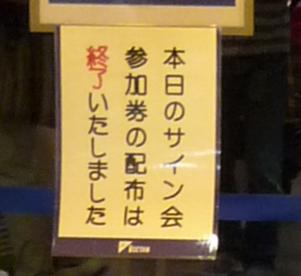 本日のサイン会
参加券の配布は
終了いたしました